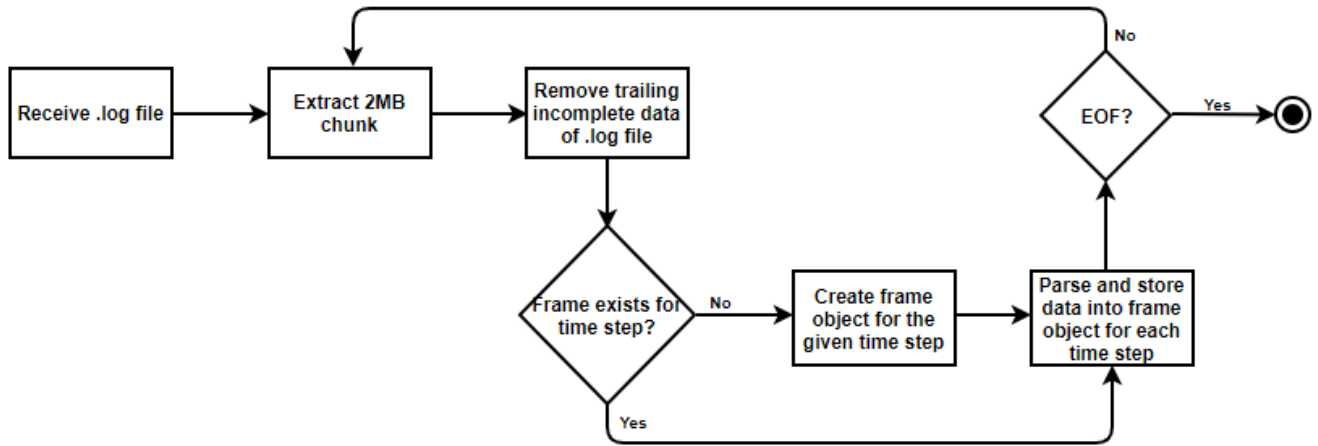 No
Receive .log file
Extract 2MB
chunk
Remove trailing
incomplete data
of .log file
EOF?
Yes
Frame exists for
time step?
No
Create frame
object for the
given time step
Parse and store
data into frame
object for each
time step
Yes